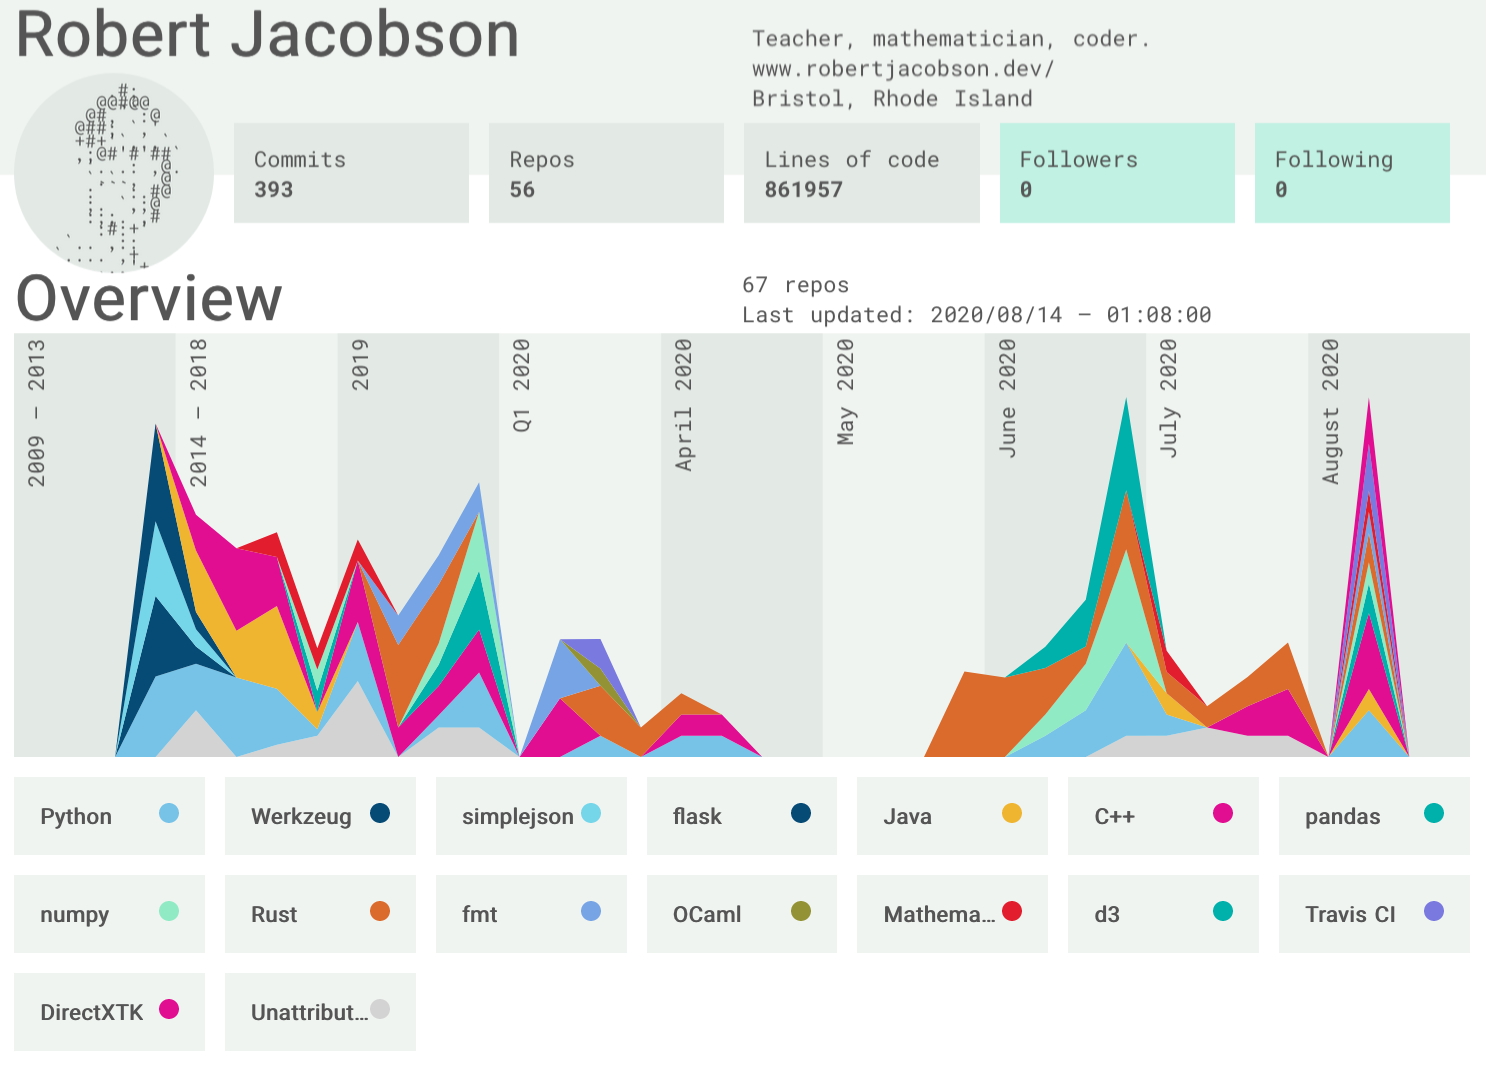 Robert Jacobson
Teacher, mathematician, coder.
www.robertjacobson.dev/
Bristol, Rhode Island
Commits
393
Repos
56
Lines of code
861957
Followers
0
Following
0
Overview
67 repos
Last updated: 2020/08/14 – 01:08:00
2009 – 2013
2014 – 2018
2019
Q1 2020
April 2020
May 2020
June 2020
July 2020
August 2020
Python
Werkzeug
simplejson
flask
Java
C++
pandas
numpy
Rust
fmt
OCaml
Mathema...
d3
Travis CI
DirectXTK
Unattribut...